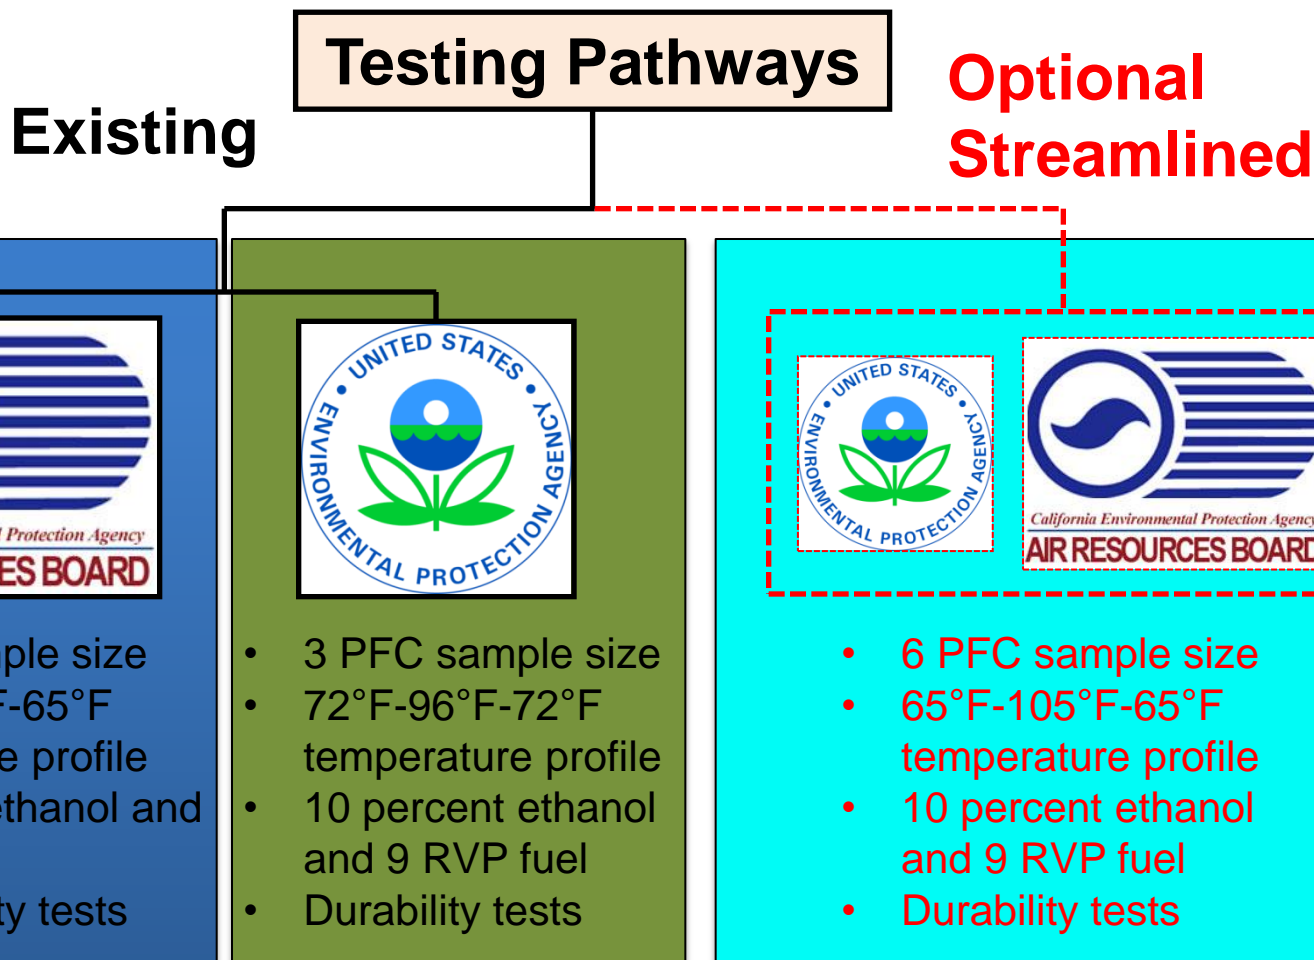 Testing Pathways
Existing
Optional
Streamlined
Protection Agency
BOARD
size
-65°F
profile
ethanol and
tests
UNITED STATES • ENVIRONMENTAL PROTECTION AGENCY •
• 3 PFC sample size
• 72°F-96°F-72°F
temperature profile
• 10 percent ethanol
and 9 RVP fuel
• Durability tests
UNITED STATES • ENVIRONMENTAL PROTECTION AGENCY •
California Environmental Protection Agency
AIR RESOURCES BOARD
• 6 PFC sample size
• 65°F-105°F-65°F
temperature profile
• 10 percent ethanol
and 9 RVP fuel
• Durability tests